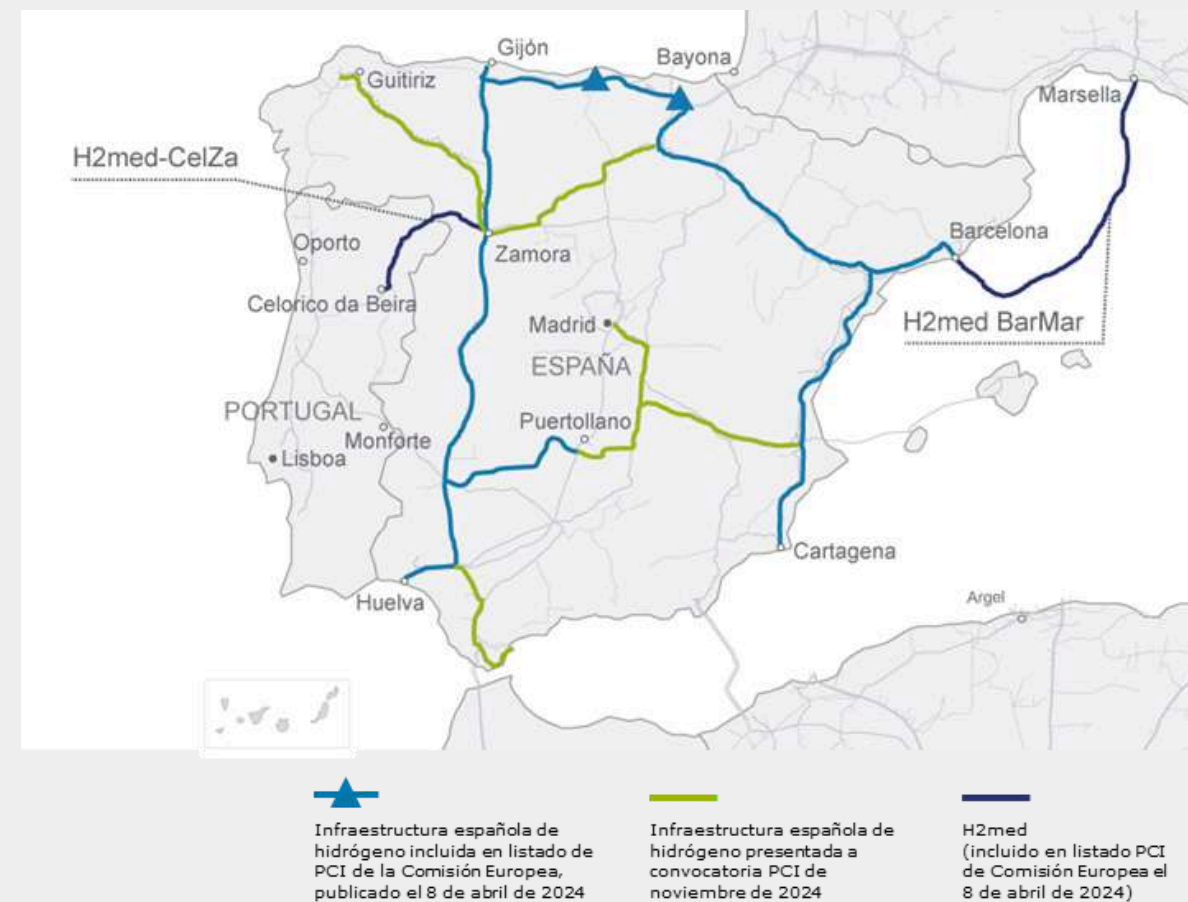 Gijón
Bayona
Guitiriz
Marsella
H2med-CelZa
Oporto
Zamora
Barcelona
Celorico da Beira
Madrid
H2med BarMar
ESPAÑA
PORTUGAL
Puertollano
Monforte
Lisboa
Cartagena
Huelva
Argel
Infraestructura española de
hidrógeno incluida en listado de
PCI de la Comisión Europea,
publicado el 8 de abril de 2024
Infraestructura española de
hidrógeno presentada a
convocatoria PCI de
noviembre de 2024
H2med
(incluido en listado PCI
de Comisión Europea el
8 de abril de 2024)